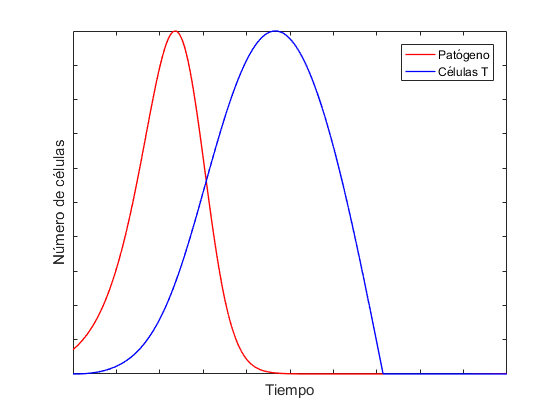 Patógeno
Células T
Número de células
Tiempo